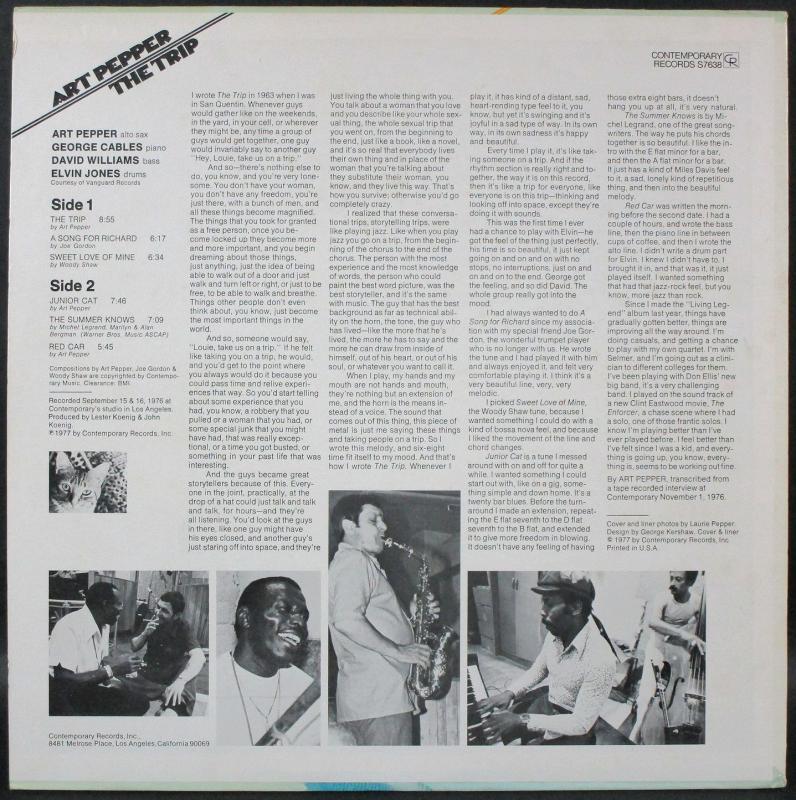 ART PEPPER
THE TRIP
CONTEMPORARY
RECORDS S7638
ART PEPPER alto sax
GEORGE CABLES piano
DAVID WILLIAMS bass
ELVIN JONES drums
Courtesy of Vanguard Records
Side 1
THE TRIP 8:55
by Art Pepper
A SONG FOR RICHARD 6:17
by Joe Gordon
SWEET LOVE OF MINE 6:34
by Woody Shaw
Side 2
JUNIOR CAT 7:46
by Art Pepper
THE SUMMER KNOWS 7:09
by Michel Legrand, Marilyn & Alan
Bergman (Warner Bros. Music ASCAP)
RED CAR 5:45
by Art Pepper
Compositions by Art Pepper, Joe Gordon &
Woody Shaw are copyrighted by Contempo-
rary Music. Clearance: BMI.
Recorded September 15 & 16, 1976 at
Contemporary's studio in Los Angeles.
Produced by Lester Koenig & John
Koenig.
℗ 1977 by Contemporary Records, Inc.
I wrote The Trip in 1963 when I was
in San Quentin. Whenever guys
would gather like on the weekends,
in the yard, in your cell, or wherever
they might be, any time a group of
guys would get together, one guy
would invariably say to another guy
"Hey, Louie, take us on a trip."
And so—there's nothing else to
do, you know, and you're very lone-
some. You don't have your woman,
you don't have any freedom, you're
just there, with a bunch of men, and
all these things become magnified.
The things that you took for granted
as a free person, once you be-
come locked up they become more
and more important, and you begin
dreaming about those things,
just anything, just the idea of being
able to walk out of a door and just
walk and turn left or right, or just to be
free, to be able to walk and breathe.
Things other people don't even
think about, you know, just become
the most important things in the
world.
And so, someone would say,
"Louie, take us on a trip." If he felt
like taking you on a trip, he would,
and you'd get to the point where
you always would do it because you
could pass time and relive experi-
ences that way. So you'd start telling
about some experience that you
had, you know, a robbery that you
pulled or a woman that you had, or
some special junk that you might
have had, that was really excep-
tional, or a time you got busted, or
something in your past life that was
interesting.
And the guys became great
storytellers because of this. Every-
one in the joint, practically, at the
drop of a hat could just talk and talk
and talk, for hours—and they're
all listening. You'd look at the guys
in there, like one guy might have
his eyes closed, and another guy's
just staring off into space, and they're
just living the whole thing with you.
You talk about a woman that you love
and you describe like your whole sex-
ual thing, the whole sexual trip that
you went on, from the beginning to
the end, just like a book, like a novel,
and it's so real that everybody lives
their own thing and in place of the
woman that you're talking about
they substitute their woman, you
know, and they live this way. That's
how you survive; otherwise you'd go
completely crazy.
I realized that these conversa-
tional trips, storytelling trips, were
like playing jazz. Like when you play
jazz you go on a trip, from the begin-
ning of the chorus to the end of the
chorus. The person with the most
experience and the most knowledge
of words, the person who could
paint the best word picture, was the
best storyteller, and it's the same
with music. The guy that has the best
background as far as technical abil-
ity on the horn, the tone, the guy who
has lived—like the more that he's
lived, the more he has to say and the
more he can draw from inside of
himself, out of his heart, or out of his
soul, or whatever you want to call it.
When I play, my hands and my
mouth are not hands and mouth,
they're nothing but an extension of
me, and the horn is the means in-
stead of a voice. The sound that
comes out of this thing, this piece of
metal is just me saying these things
and taking people on a trip. So I
wrote this melody, and six-eight
time fit itself to my mood. And that's
how I wrote The Trip. Whenever I
play it, it has kind of a distant, sad,
heart-rending type feel to it, you
know, but yet it's swinging and it's
joyful in a sad type of way. In its own
way, in its own sadness it's happy
and beautiful.
Every time I play it, it's like tak-
ing someone on a trip. And if the
rhythm section is really right and to-
gether, the way it is on this record,
then it's like a trip for everyone, like
everyone is on this trip—thinking and
looking off into space, except they're
doing it with sounds.
This was the first time I ever
had a chance to play with Elvin—he
got the feel of the thing just perfectly,
his time is so beautiful, it just kept
going on and on and on with no
stops, no interruptions, just on and
on and on to the end. George got
the feeling, and so did David. The
whole group really got into the
mood.
I had always wanted to do A
Song for Richard since my associa-
tion with my special friend Joe Gor-
don, the wonderful trumpet player
who is no longer with us. He wrote
the tune and I had played it with him
and always enjoyed it, and felt very
comfortable playing it. I think it's a
very beautiful line, very, very
melodic.
I picked Sweet Love of Mine,
the Woody Shaw tune, because I
wanted something I could do with a
kind of bossa nova feel, and because
I liked the movement of the line and
chord changes.
Junior Cat is a tune I messed
around with on and off for quite a
while. I wanted something I could
start out with, like on a gig, some-
thing simple and down home. It's a
twenty bar blues. Before the turn-
around I made an extension, repeat-
ing the E flat seventh to the D flat
seventh to the B flat, and extended
it to give more freedom in blowing.
It doesn't have any feeling of having
those extra eight bars, it doesn't
hang you up at all, it's very natural.
The Summer Knows is by Mi-
chel Legrand, one of the great song-
writers. The way he puts his chords
together is so beautiful. I like the in-
tro with the E flat minor for a bar,
and then the A flat minor for a bar.
It just has a kind of Miles Davis feel
to it, a sad, lonely kind of repetitious
thing, and then into the beautiful
melody.
Red Car was written the morn-
ing before the second date. I had a
couple of hours, and wrote the bass
line, then the piano line in between
cups of coffee, and then I wrote the
alto line. I didn't write a drum part
for Elvin. I knew I didn't have to. I
brought it in, and that was it, it just
played itself. I wanted something
that had that jazz-rock feel, but you
know, more jazz than rock.
Since I made the "Living Leg-
end" album last year, things have
gradually gotten better, things are
improving all the way around. I'm
doing casuals, and getting a chance
to play with my own quartet. I'm with
Selmer, and I'm going out as a clini-
cian to different colleges for them.
I've been playing with Don Ellis' new
big band, it's a very challenging
band. I played on the sound track of
a new Clint Eastwood movie, The
Enforcer, a chase scene where I had
a solo, one of those frantic solos. I
know I'm playing better than I've
ever played before. I feel better than
I've felt since I was a kid, and every-
thing is going up, you know, every-
thing is, seems to be working out fine.
By ART PEPPER, transcribed from
a tape recorded interview at
Contemporary November 1, 1976.
Cover and liner photos by Laurie Pepper.
Design by George Kershaw. Cover & liner
© 1977 by Contemporary Records, Inc.
Printed in U.S.A.
Contemporary Records, Inc.,
8481 Melrose Place, Los Angeles, California 90069